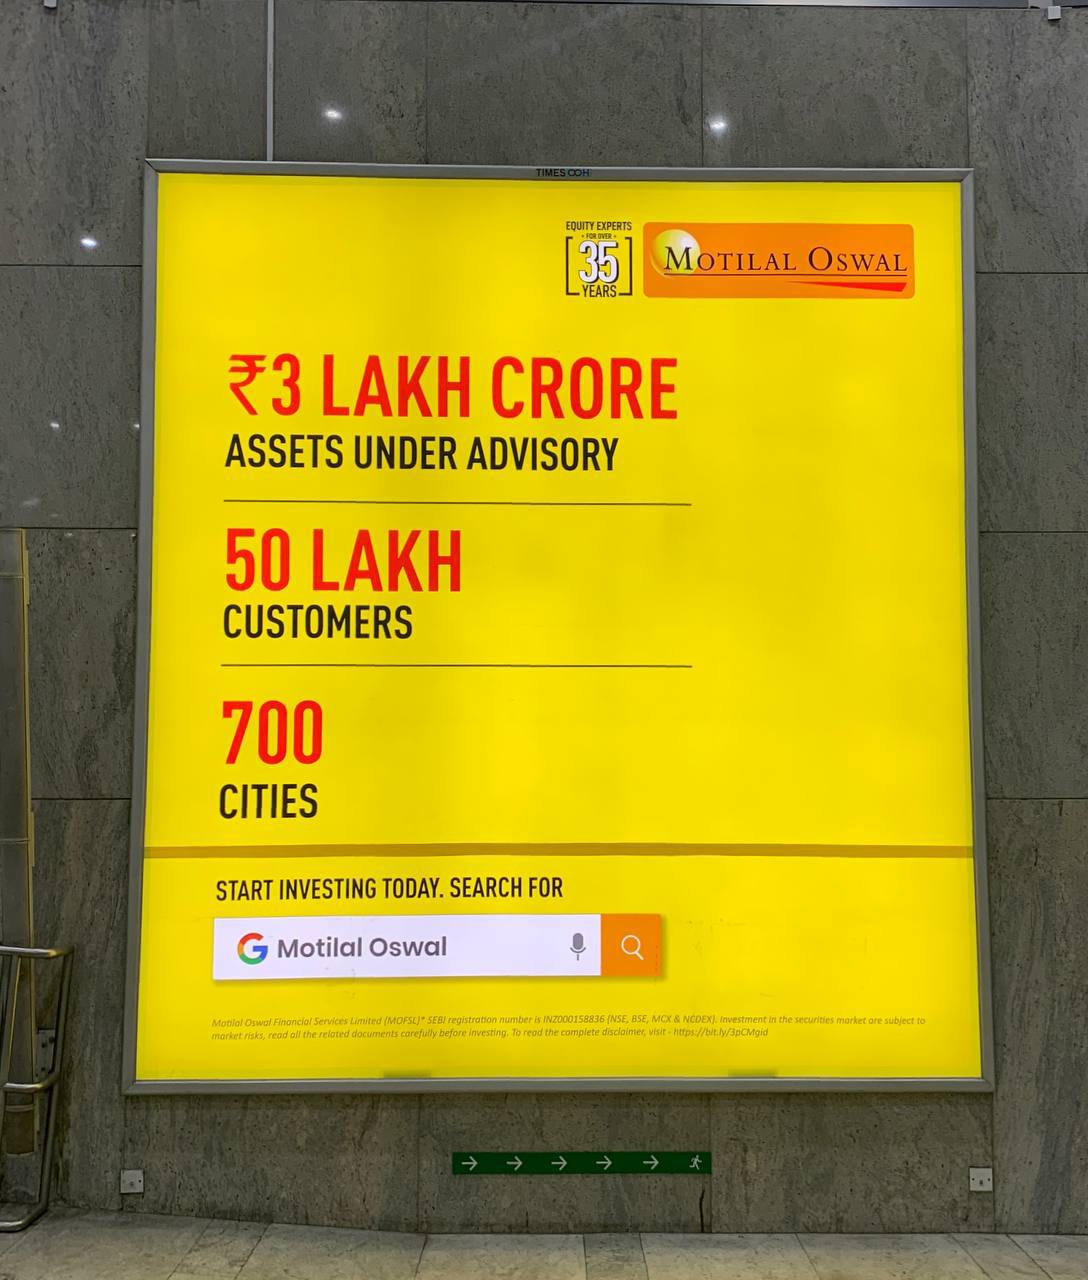 TIMES OOH
EQUITY EXPERTS
• FOR OVER •
35
YEARS
MOTILAL OSWAL
₹3 LAKH CRORE
ASSETS UNDER ADVISORY
50 LAKH
CUSTOMERS
700
CITIES
START INVESTING TODAY. SEARCH FOR
G Motilal Oswal
Motilal Oswal Financial Services Limited (MOFSL)* SEBI registration number is INZ000158836 (NSE, BSE, MCX & NCDEX). Investment in the securities market are subject to
market risks, read all the related documents carefully before investing. To read the complete disclaimer, visit - https://bit.ly/3pCMgid